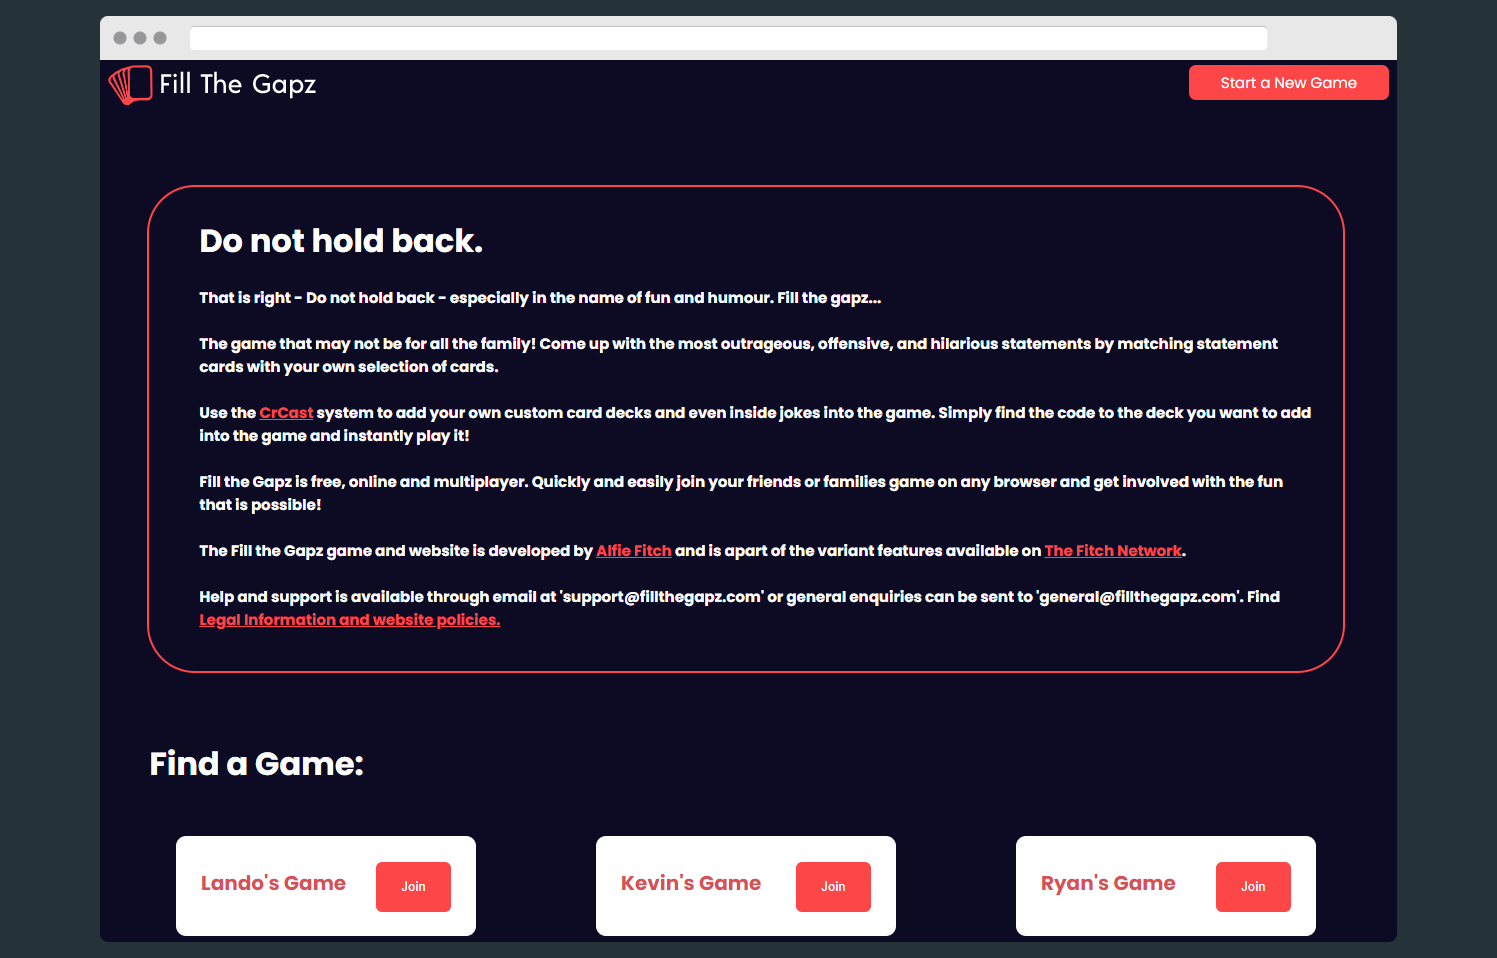 Fill The Gapz
Start a New Game
Do not hold back.
That is right - Do not hold back - especially in the name of fun and humour. Fill the gapz...
The game that may not be for all the family! Come up with the most outrageous, offensive, and hilarious statements by matching statement
cards with your own selection of cards.
Use the CrCast system to add your own custom card decks and even inside jokes into the game. Simply find the code to the deck you want to add
into the game and instantly play it!
Fill the Gapz is free, online and multiplayer. Quickly and easily join your friends or families game on any browser and get involved with the fun
that is possible!
The Fill the Gapz game and website is developed by Alfie Fitch and is apart of the variant features available on The Fitch Network.
Help and support is available through email at 'support@fillthegapz.com' or general enquiries can be sent to 'general@fillthegapz.com'. Find
Legal Information and website policies.
Find a Game:
Lando's Game
Join
Kevin's Game
Join
Ryan's Game
Join